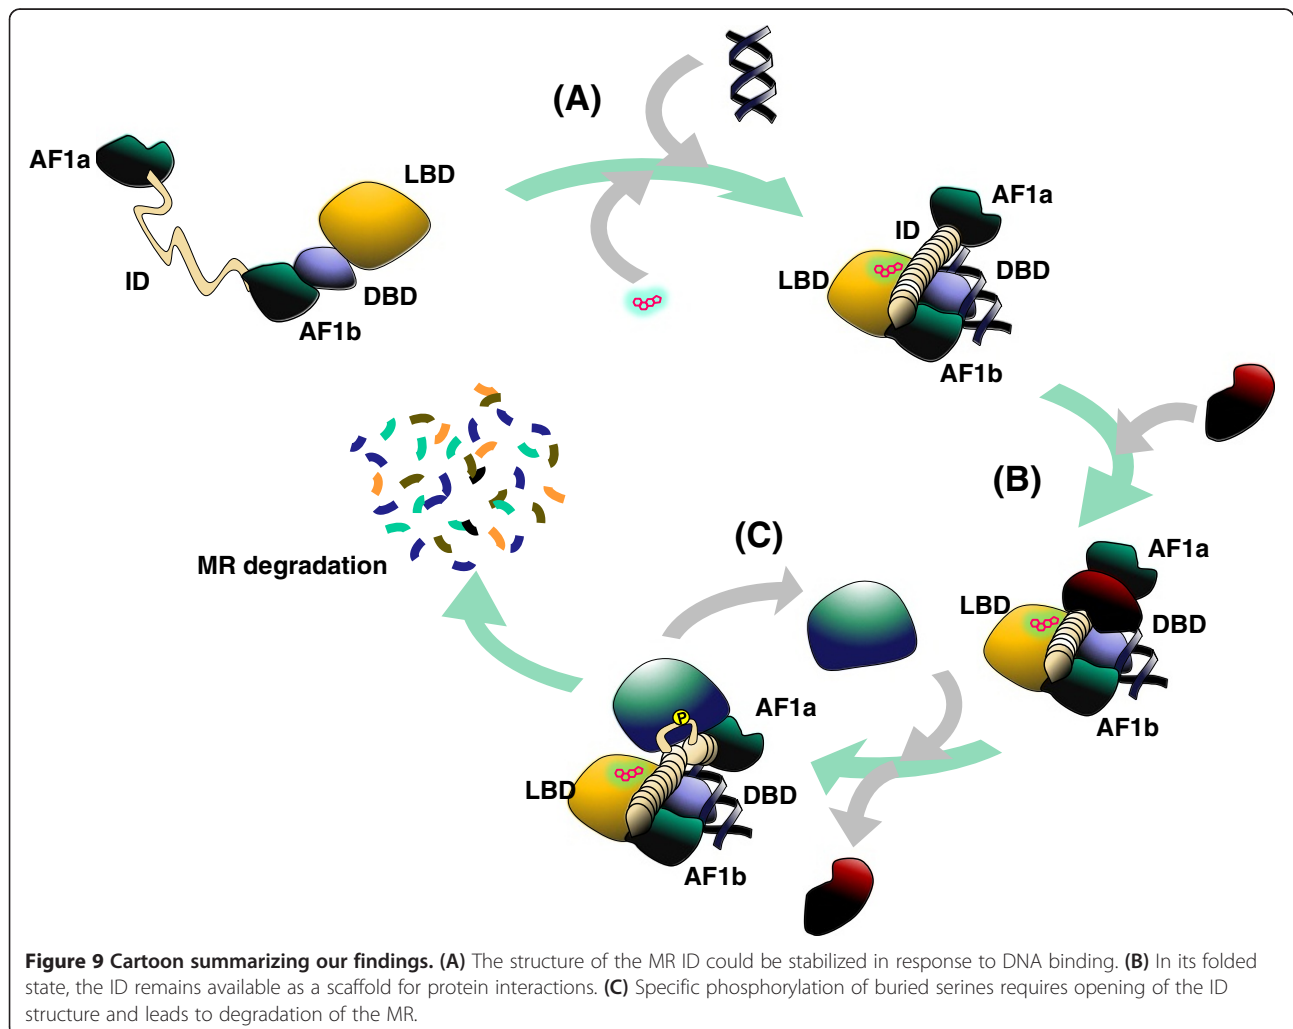 (A)
AF1a
LBD
ID
DBD
AF1b
AF1a
ID
LBD
DBD
AF1b
(B)
AF1a
LBD
DBD
AF1b
(C)
P
AF1a
LBD
DBD
AF1b
MR degradation
Figure 9 Cartoon summarizing our findings. (A) The structure of the MR ID could be stabilized in response to DNA binding. (B) In its folded
state, the ID remains available as a scaffold for protein interactions. (C) Specific phosphorylation of buried serines requires opening of the ID
structure and leads to degradation of the MR.